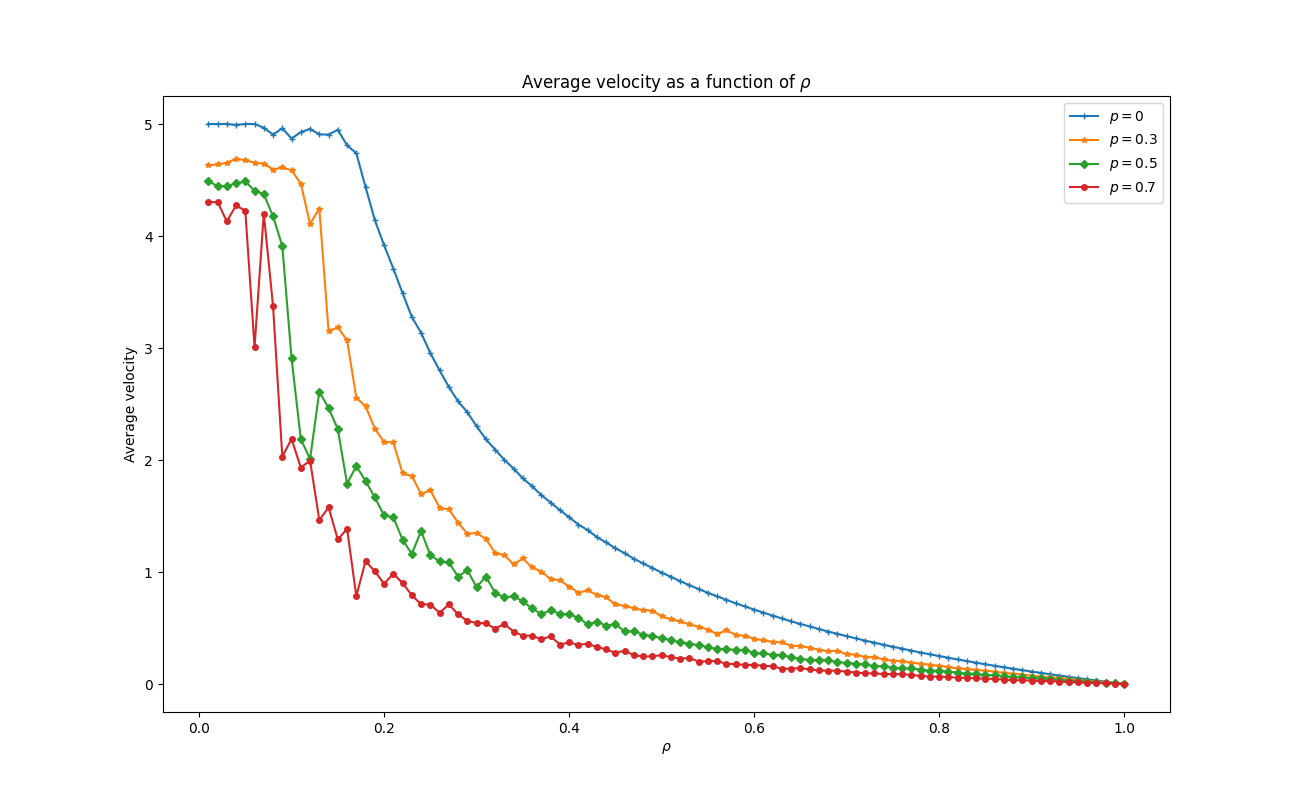 Average velocity as a function of ρ
p = 0
p = 0.3
p = 0.5
p = 0.7
Average velocity
5
4
3
2
1
0
0.0 0.2 0.4 0.6 0.8 1.0
ρ